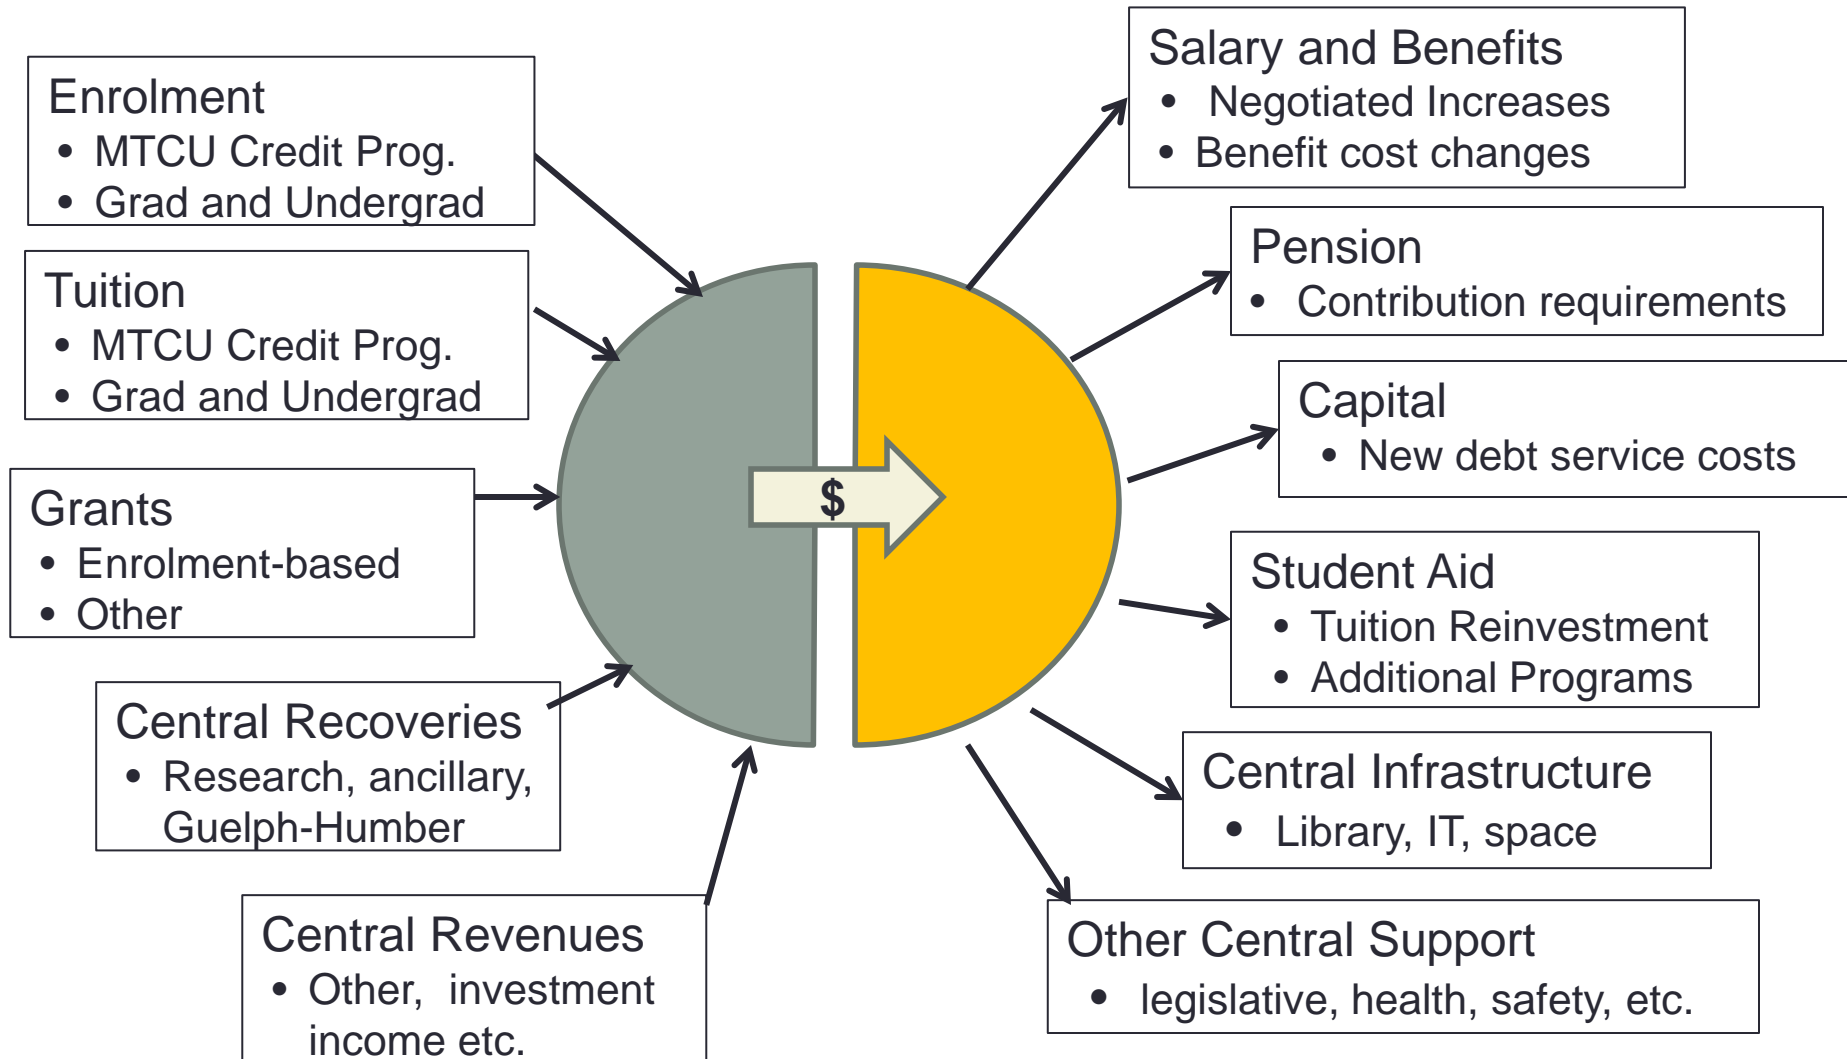 Enrolment
• MTCU Credit Prog.
• Grad and Undergrad
Tuition
• MTCU Credit Prog.
• Grad and Undergrad
Grants
• Enrolment-based
• Other
Central Recoveries
• Research, ancillary,
Guelph-Humber
Central Revenues
• Other, investment
income etc.
$
Salary and Benefits
• Negotiated Increases
• Benefit cost changes
Pension
• Contribution requirements
Capital
• New debt service costs
Student Aid
• Tuition Reinvestment
• Additional Programs
Central Infrastructure
• Library, IT, space
Other Central Support
• legislative, health, safety, etc.